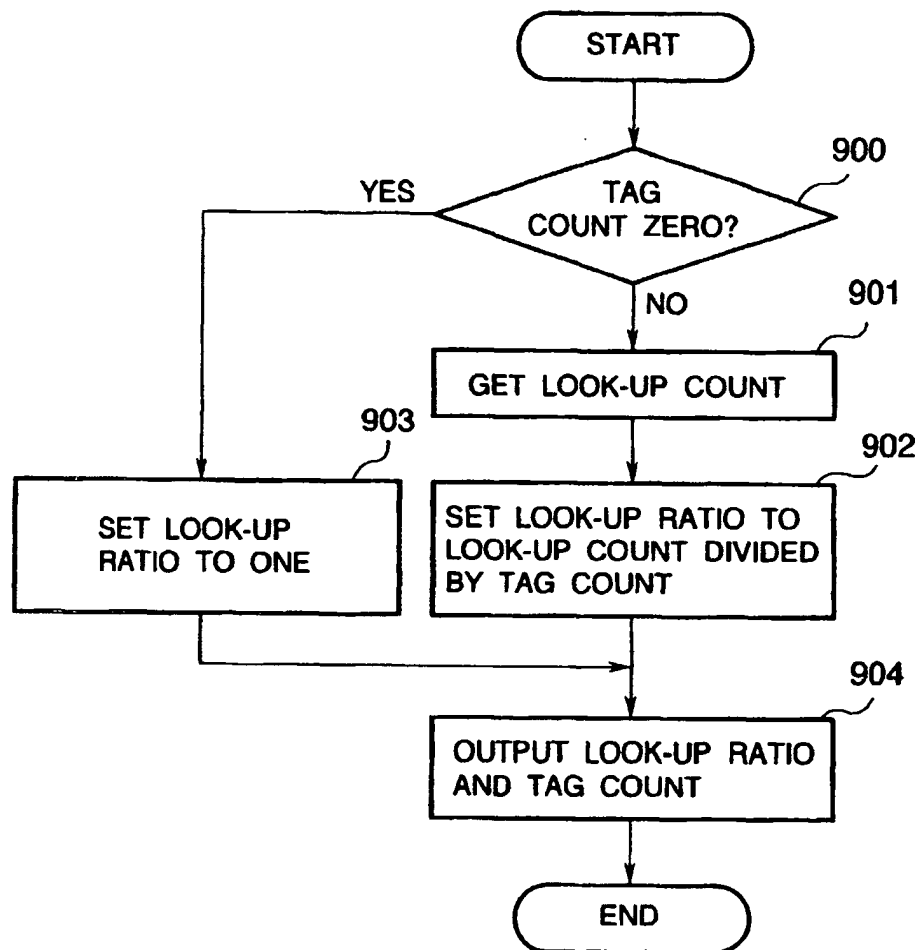 START
900
YES
TAG
COUNT ZERO?
NO
901
GET LOOK-UP COUNT
903
902
SET LOOK-UP
RATIO TO ONE
SET LOOK-UP RATIO TO
LOOK-UP COUNT DIVIDED
BY TAG COUNT
904
OUTPUT LOOK-UP RATIO
AND TAG COUNT
END